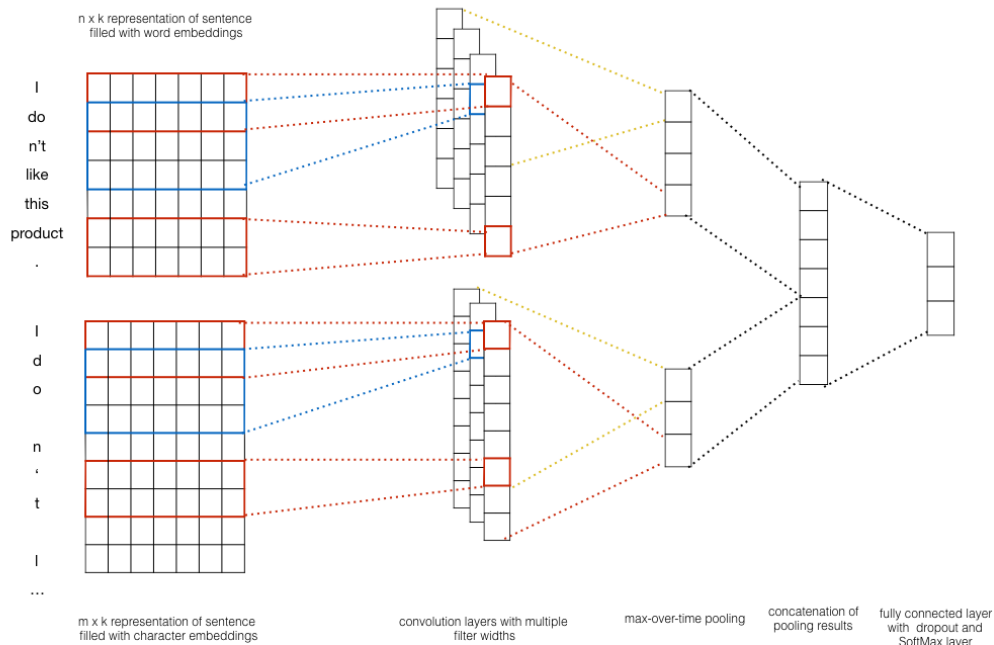 n x k representation of sentence
filled with word embeddings
I
do
n't
like
this
product
.
I
d
o
n
‘
t
l
...
m x k representation of sentence
filled with character embeddings
convolution layers with multiple
filter widths
max-over-time pooling
concatenation of
pooling results
fully connected layer
with dropout and
SoftMax layer